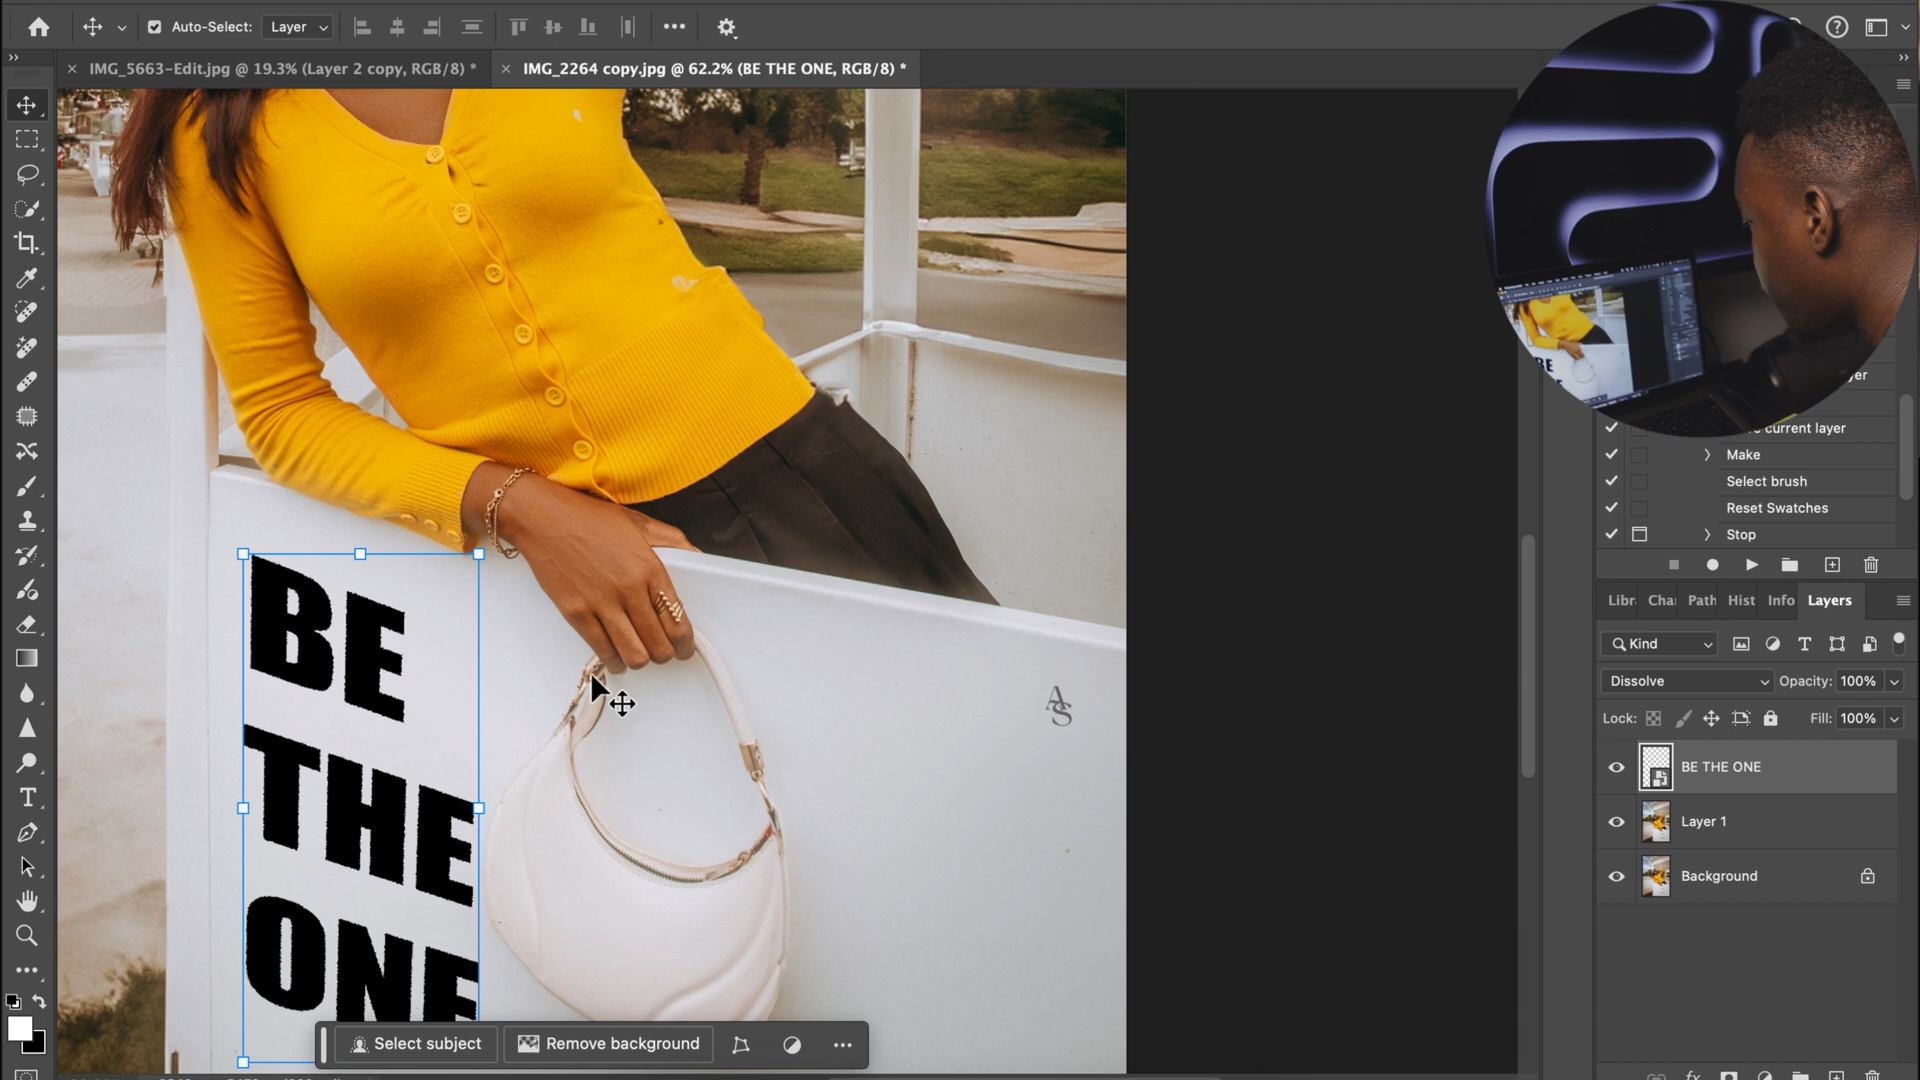 Auto-Select: Layer
IMG_5663-Edit.jpg @ 19.3% (Layer 2 copy, RGB/8) *
IMG_2264 copy.jpg @ 62.2% (BE THE ONE, RGB/8) *
current layer
Make
Select brush
Reset Swatches
Stop
Libr Cha Path Hist Info Layers
Kind
Dissolve Opacity: 100%
Lock: Fill: 100%
BE THE ONE
Layer 1
Background
BE
THE
ONE
AS
Select subject Remove background